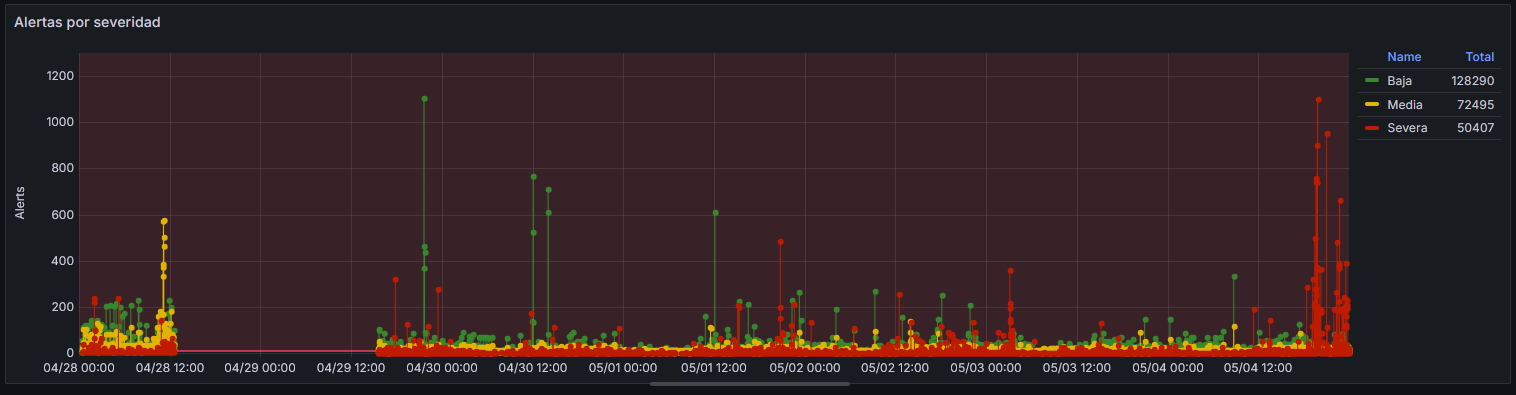 Alertas por severidad
Name Total
Baja 128290
Media 72495
Severa 50407
Alerts
1200
1000
800
600
400
200
0
04/28 00:00 04/28 12:00 04/29 00:00 04/29 12:00 04/30 00:00 04/30 12:00 05/01 00:00 05/01 12:00 05/02 00:00 05/02 12:00 05/03 00:00 05/03 12:00 05/04 00:00 05/04 12:00